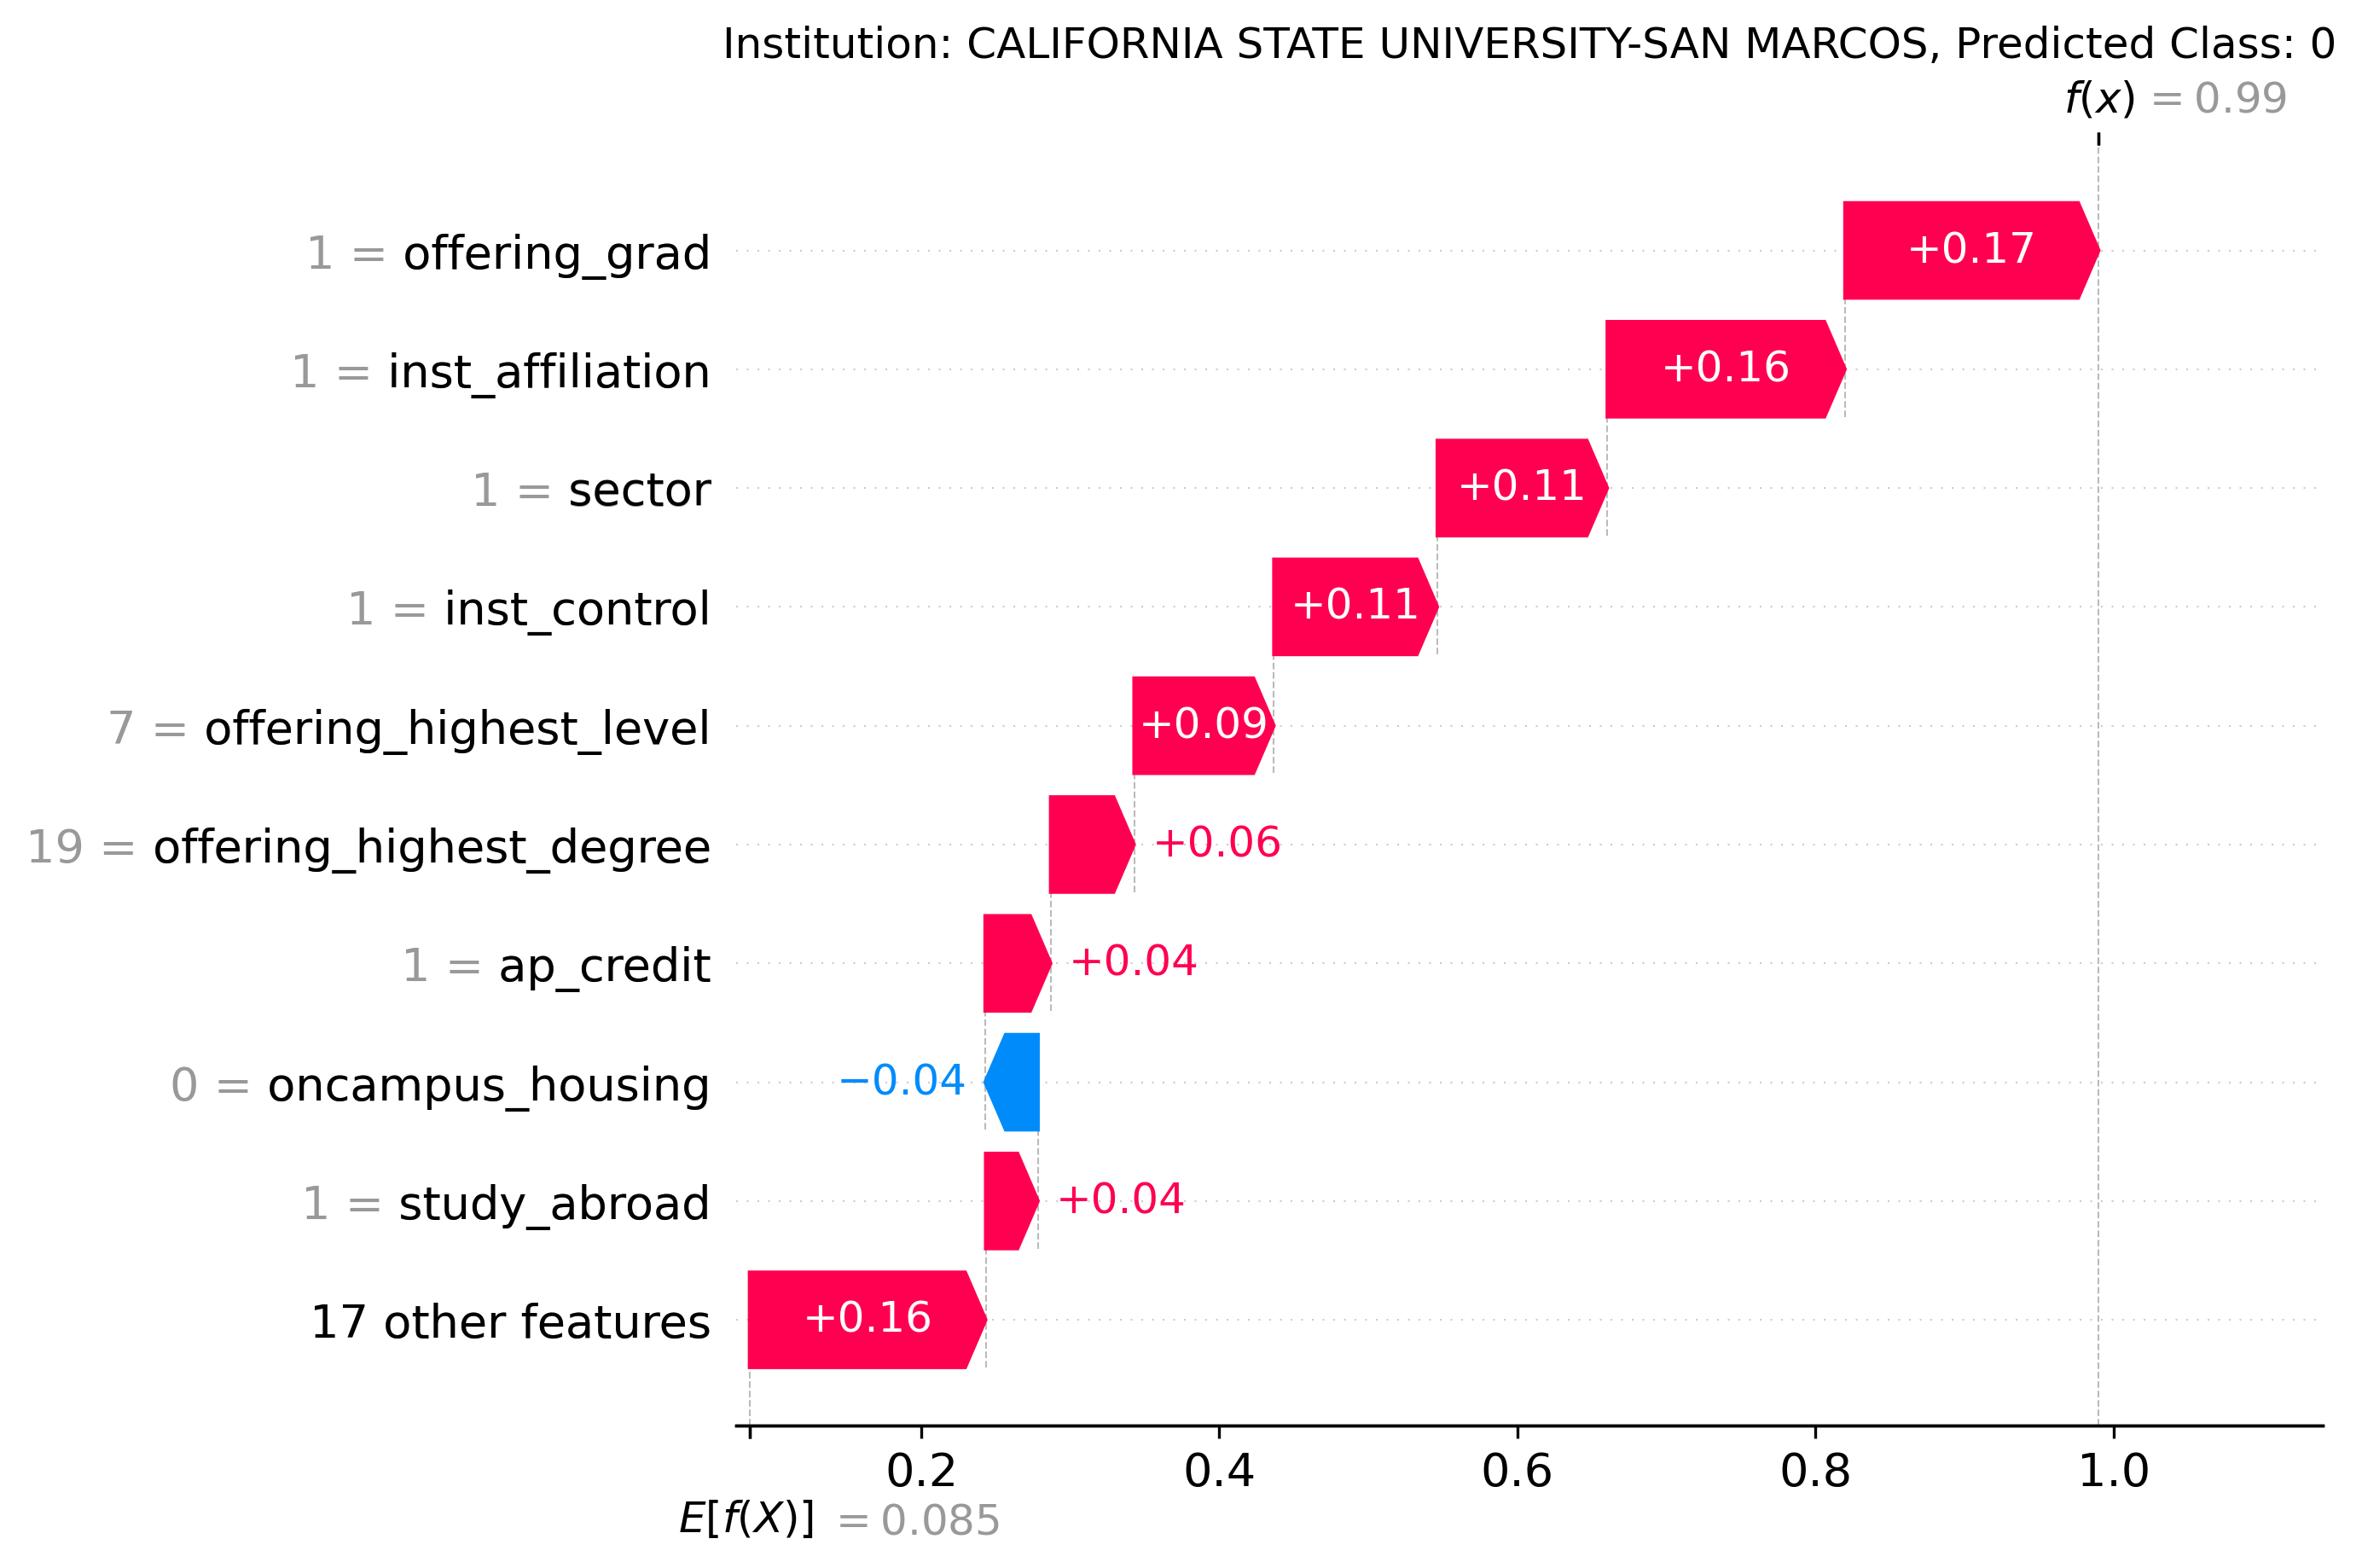 Institution: CALIFORNIA STATE UNIVERSITY-SAN MARCOS, Predicted Class: 0
f(x) = 0.99
1 = offering_grad +0.17
1 = inst_affiliation +0.16
1 = sector +0.11
1 = inst_control +0.11
7 = offering_highest_level +0.09
19 = offering_highest_degree +0.06
1 = ap_credit +0.04
0 = oncampus_housing −0.04
1 = study_abroad +0.04
17 other features +0.16
0.2 0.4 0.6 0.8 1.0
E[f(X)] = 0.085